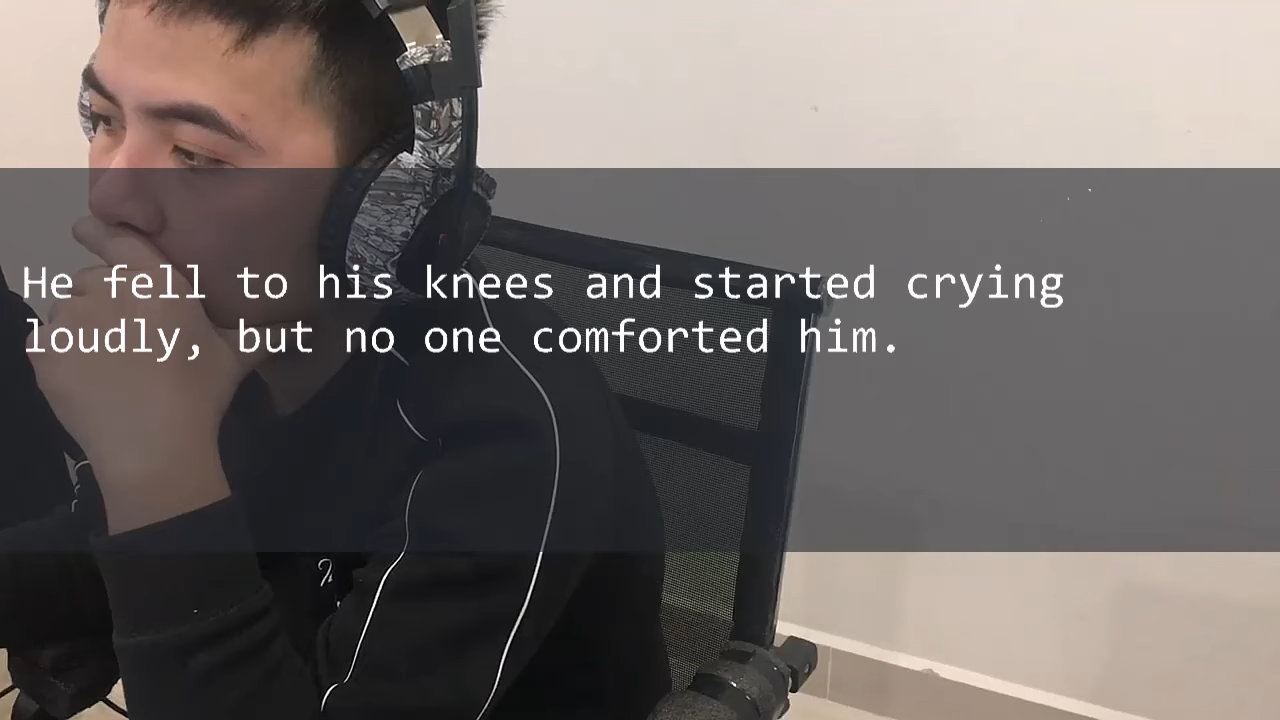 He fell to his knees and started crying
loudly, but no one comforted him.